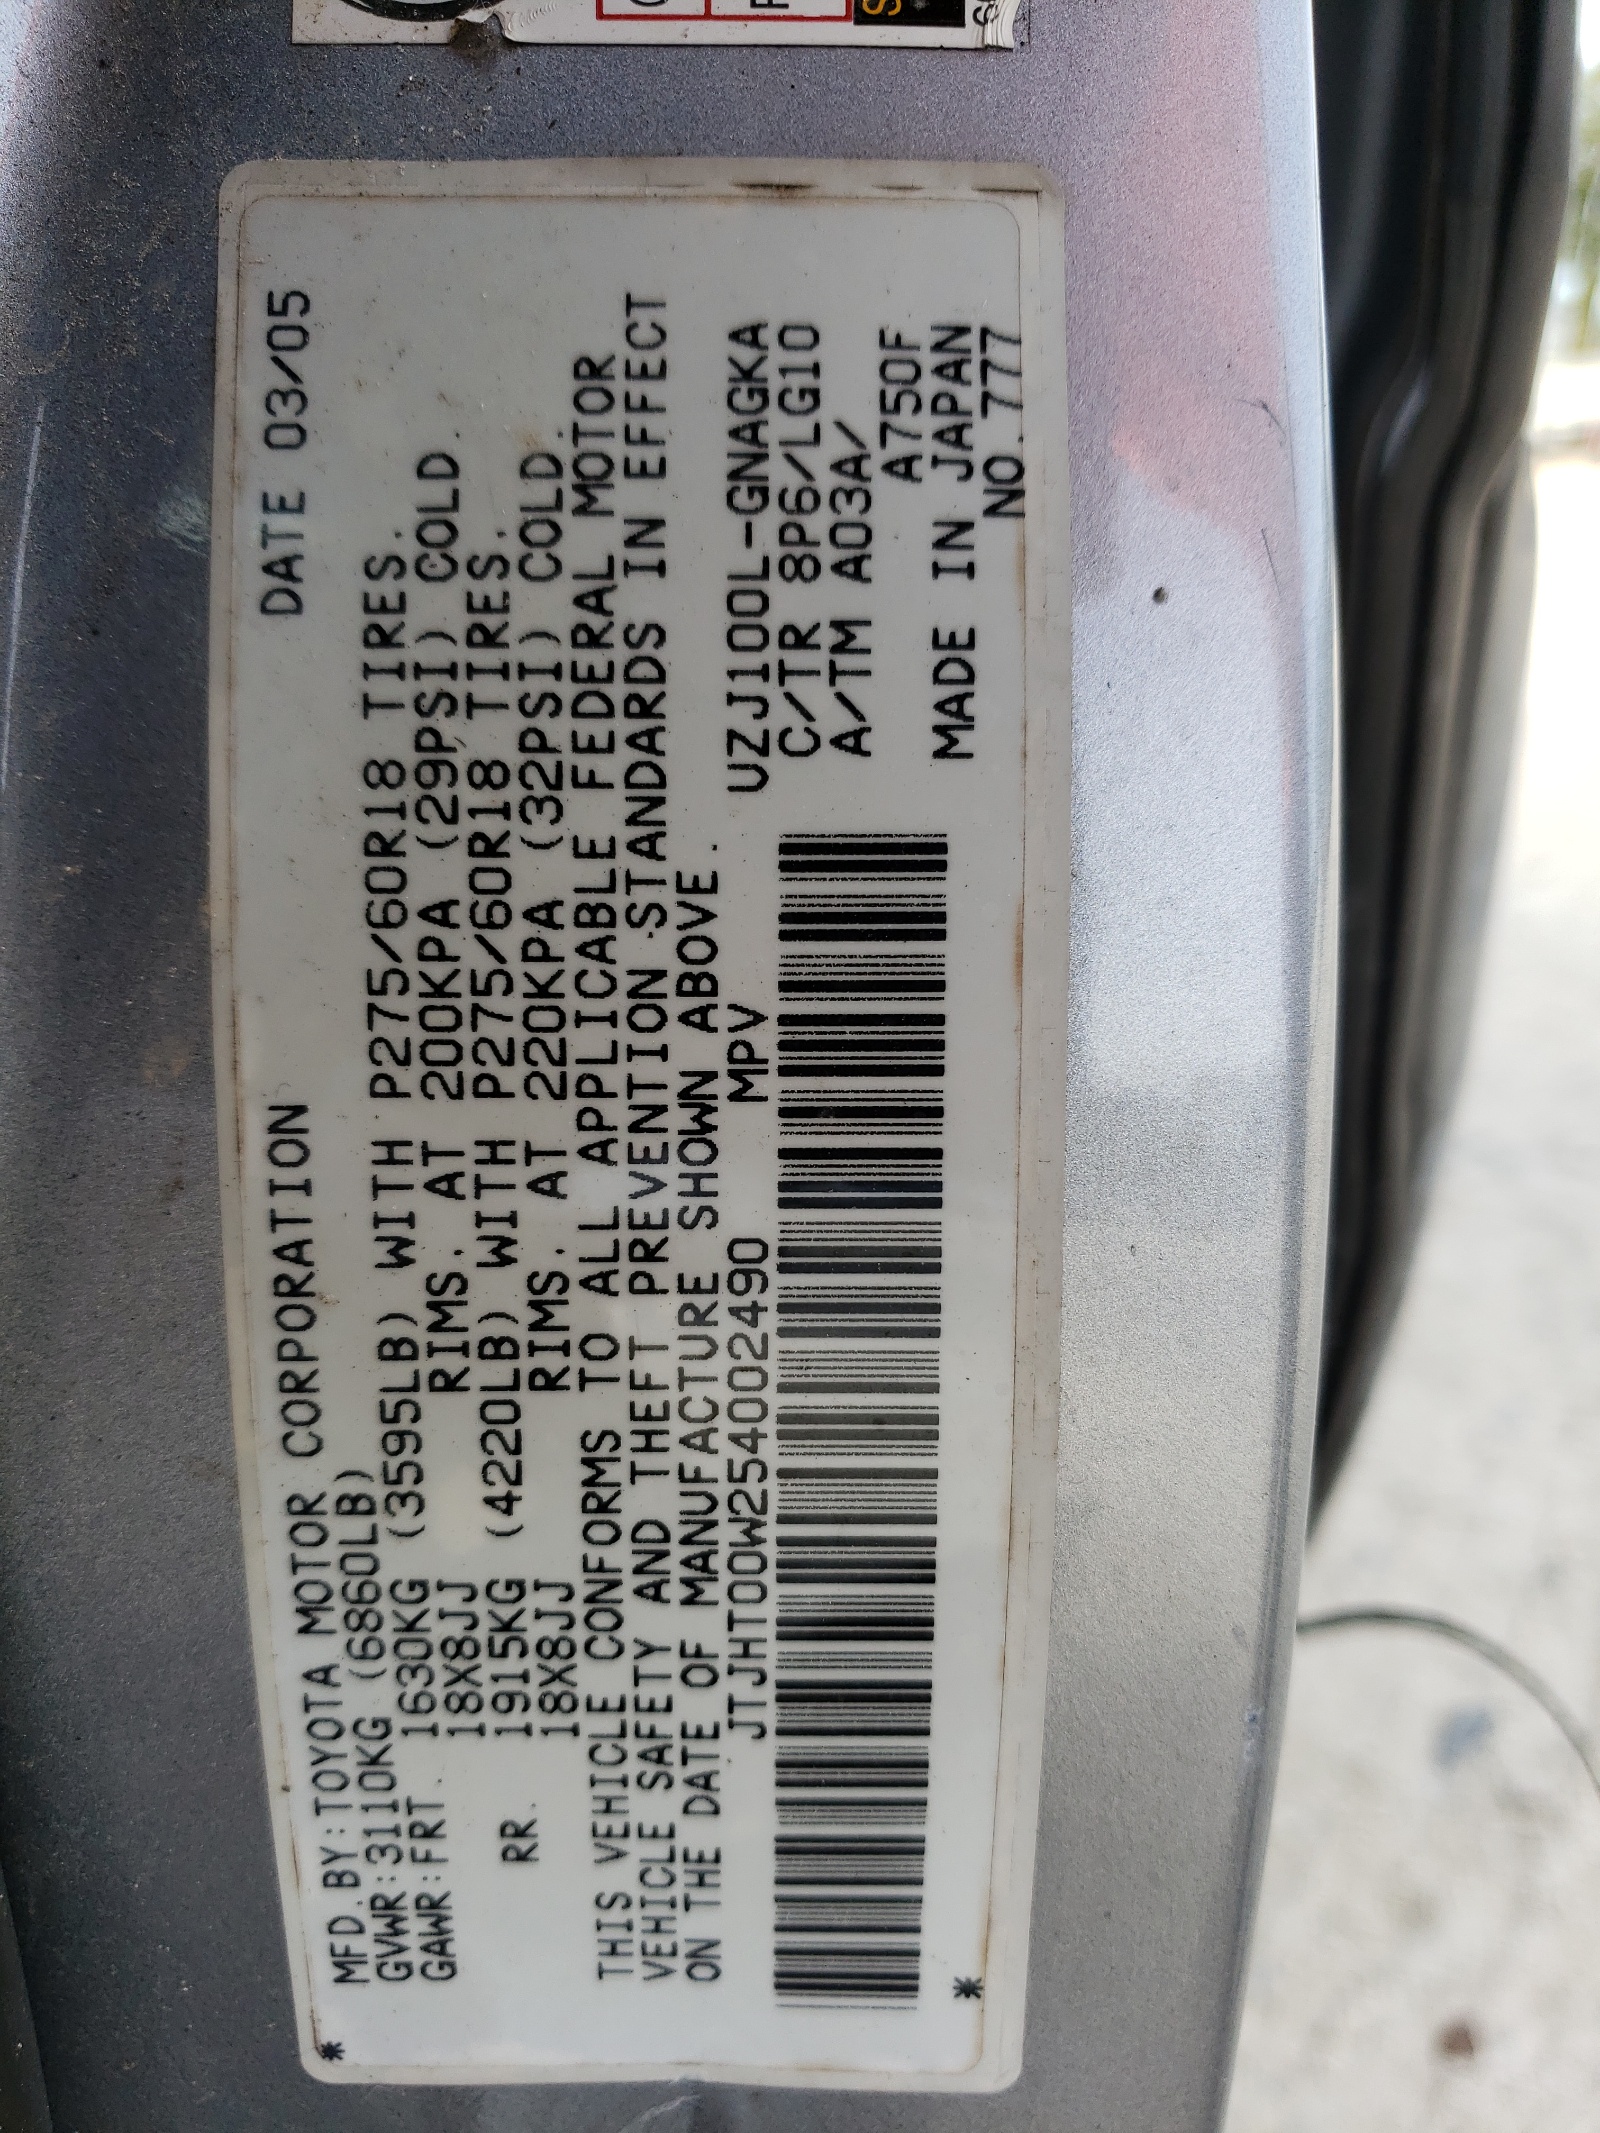 MFD.BY:TOYOTA MOTOR CORPORATION DATE 03/05
GVWR:3110KG (6860LB)
GAWR:FRT. 1630KG (3595LB) WITH P275/60R18 TIRES.
18X8JJ RIMS. AT 200KPA (29PSI) COLD.
RR. 1915KG (4220LB) WITH P275/60R18 TIRES.
18X8JJ RIMS. AT 220KPA (32PSI) COLD.
THIS VEHICLE CONFORMS TO ALL APPLICABLE FEDERAL MOTOR
VEHICLE SAFETY AND THEFT PREVENTION STANDARDS IN EFFECT
ON THE DATE OF MANUFACTURE SHOWN ABOVE.
JTJHT00W254002490 MPV UZJ100L-GNAGKA
C/TR 8P6/LG10
A/TM A03A/
A750F
MADE IN JAPAN
NO.777